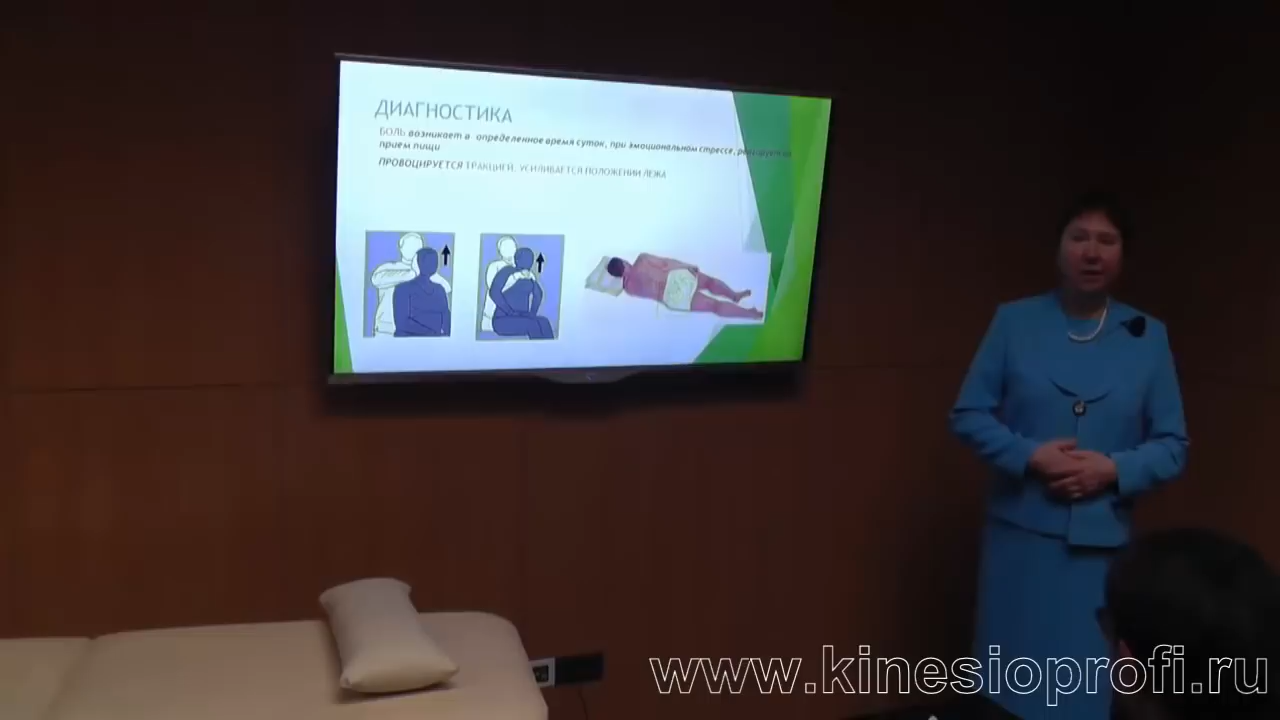 ДИАГНОСТИКА
БОЛЬ возникает в определенное время суток, при эмоциональном стрессе,
прием пищи
ПРОВОЦИРУЕТСЯ ТРАКЦИЕЙ, УСИЛИВАЕТСЯ ПОЛОЖЕНИИ ЛЕЖА
www.kinesioprofi.ru